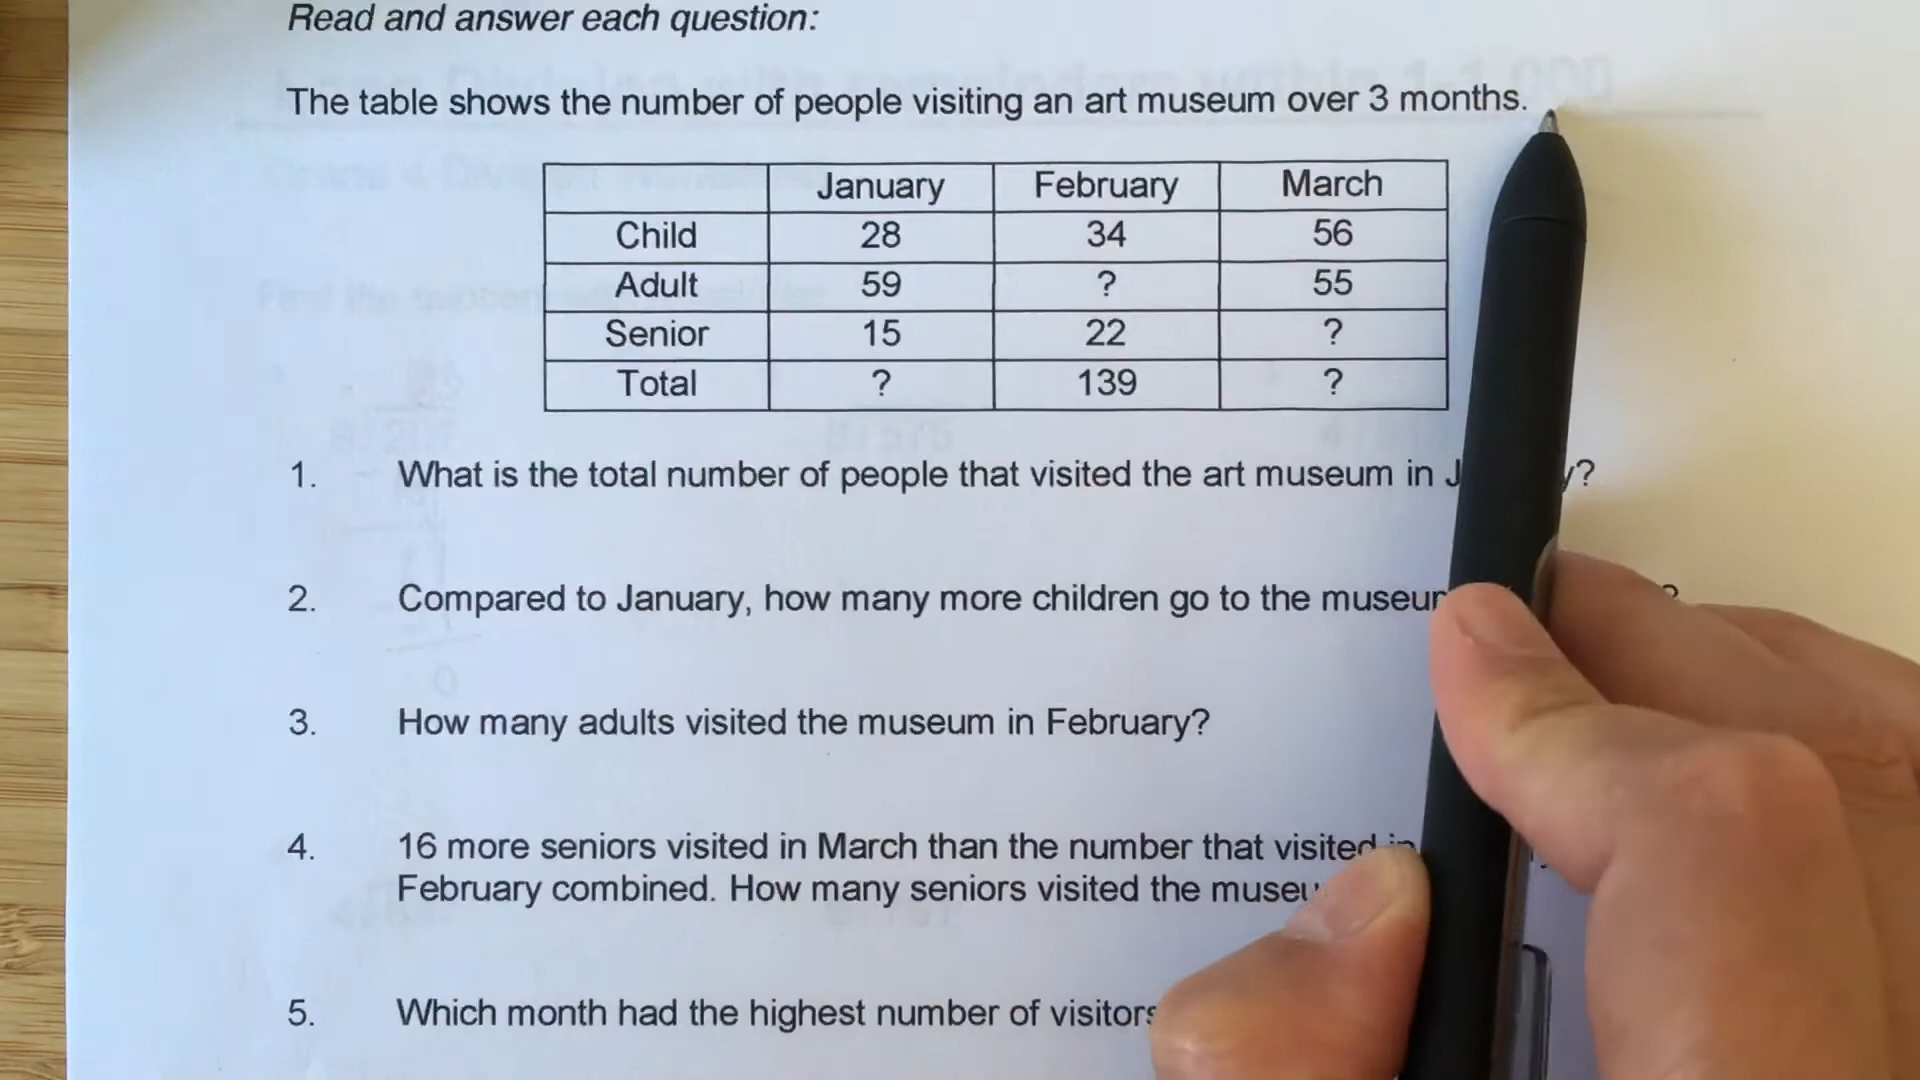 Read and answer each question:
The table shows the number of people visiting an art museum over 3 months.
January February March
Child 28 34 56
Adult 59 ? 55
Senior 15 22 ?
Total ? 139 ?
1. What is the total number of people that visited the art museum in
2. Compared to January, how many more children go to the
3. How many adults visited the museum in February?
4. 16 more seniors visited in March than the number that visited in
February combined. How many seniors visited the
5. Which month had the highest number of visitors